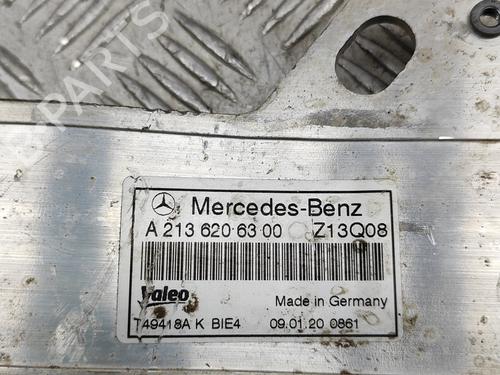 Mercedes-Benz
A 213 620 63 00 Z13Q08
Valeo
Made in Germany
T49418A K BIE4 09.01.20 0861